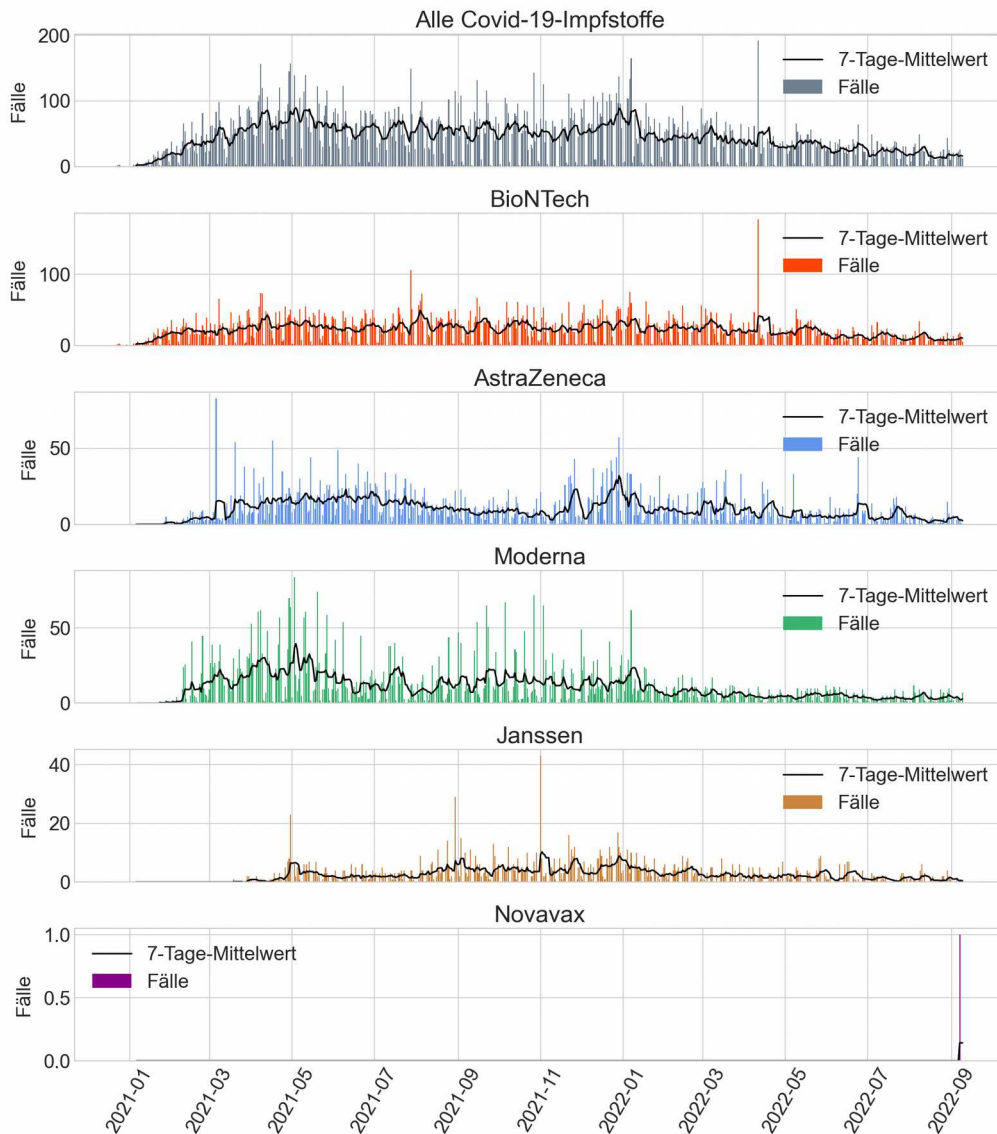 Alle Covid-19-Impfstoffe
200
100
0
Fälle
7-Tage-Mittelwert
Fälle
BioNTech
100
0
Fälle
7-Tage-Mittelwert
Fälle
AstraZeneca
50
0
Fälle
7-Tage-Mittelwert
Fälle
Moderna
50
0
Fälle
7-Tage-Mittelwert
Fälle
Janssen
40
20
0
Fälle
7-Tage-Mittelwert
Fälle
Novavax
1.0
0.5
0.0
Fälle
7-Tage-Mittelwert
Fälle
2021-01
2021-03
2021-05
2021-07
2021-09
2021-11
2022-01
2022-03
2022-05
2022-07
2022-09